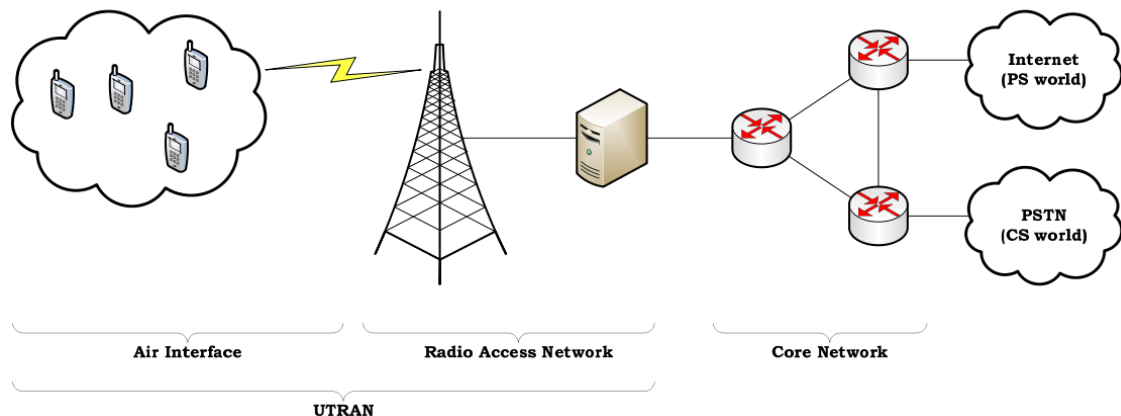 Internet
(PS world)
PSTN
(CS world)
Air Interface
Radio Access Network
Core Network
UTRAN